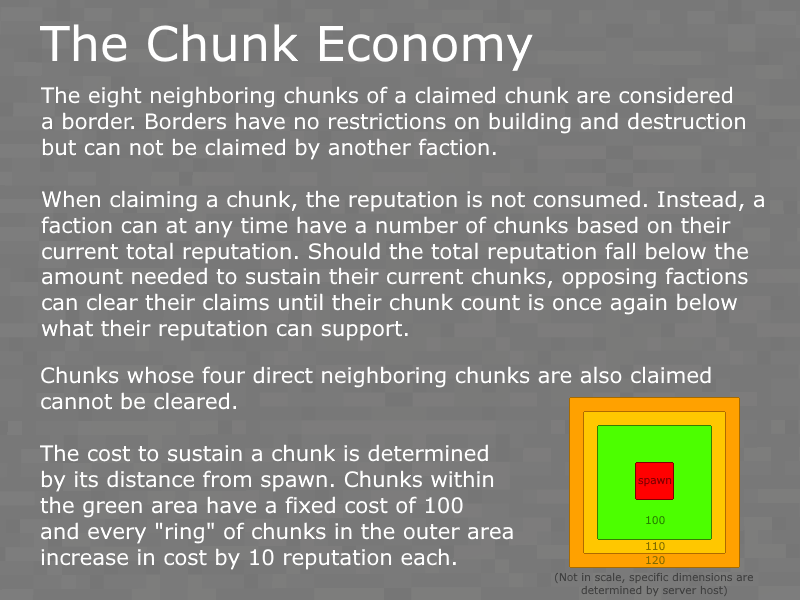 The Chunk Economy
The eight neighboring chunks of a claimed chunk are considered
a border. Borders have no restrictions on building and destruction
but can not be claimed by another faction.
When claiming a chunk, the reputation is not consumed. Instead, a
faction can at any time have a number of chunks based on their
current total reputation. Should the total reputation fall below the
amount needed to sustain their current chunks, opposing factions
can clear their claims until their chunk count is once again below
what their reputation can support.
Chunks whose four direct neighboring chunks are also claimed
cannot be cleared.
The cost to sustain a chunk is determined
by its distance from spawn. Chunks within
the green area have a fixed cost of 100
and every "ring" of chunks in the outer area
increase in cost by 10 reputation each.
spawn
100
110
120
(Not in scale, specific dimensions are
determined by server host)